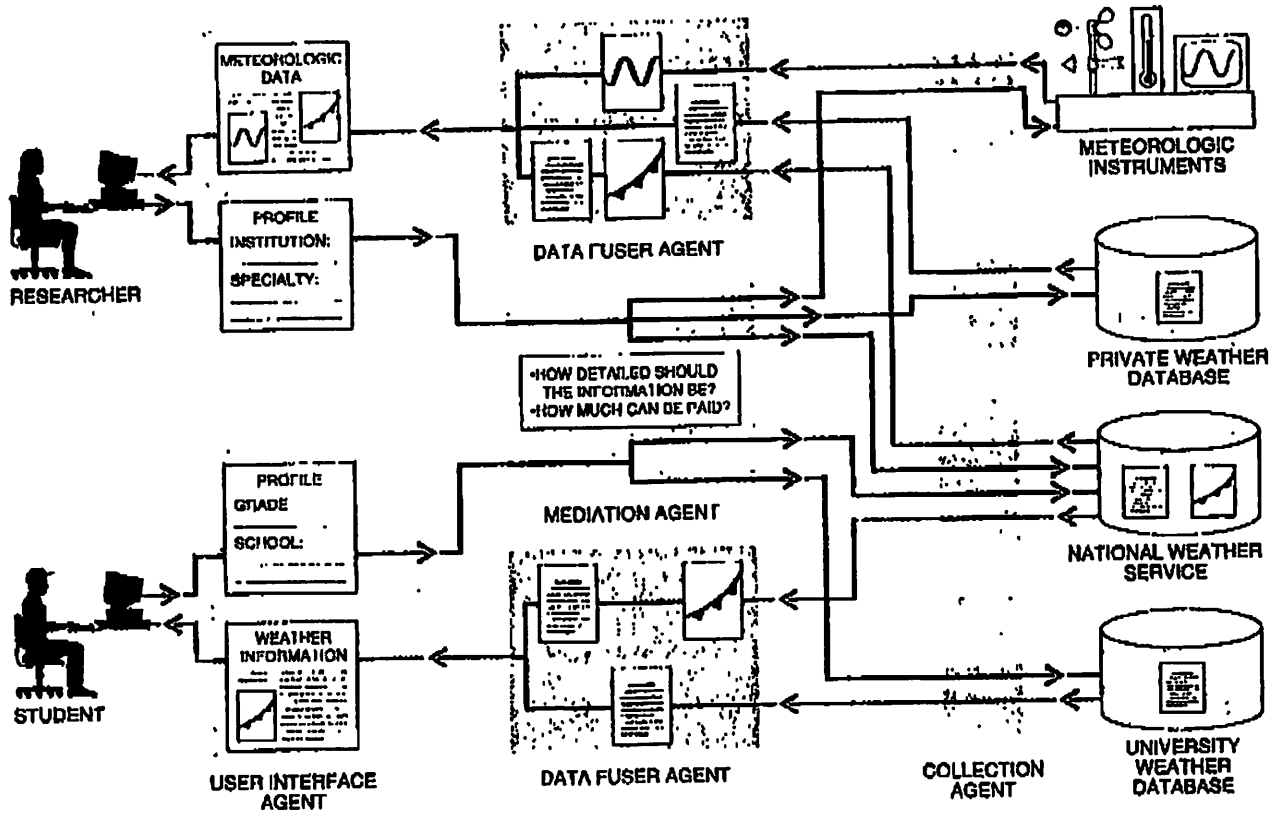 METEOROLOGIC
DATA
PROFILE
INSTITUTION:
SPECIALTY:
RESEARCHER
DATA FUSER AGENT
METEOROLOGIC
INSTRUMENTS
PRIVATE WEATHER
DATABASE
•HOW DETAILED SHOULD
THE INFORMATION BE?
•HOW MUCH CAN BE PAID?
MEDIATION AGENT
PROFILE
GRADE
SCHOOL:
NATIONAL WEATHER
SERVICE
WEATHER
INFORMATION
STUDENT
USER INTERFACE
AGENT
DATA FUSER AGENT
COLLECTION
AGENT
UNIVERSITY
WEATHER
DATABASE